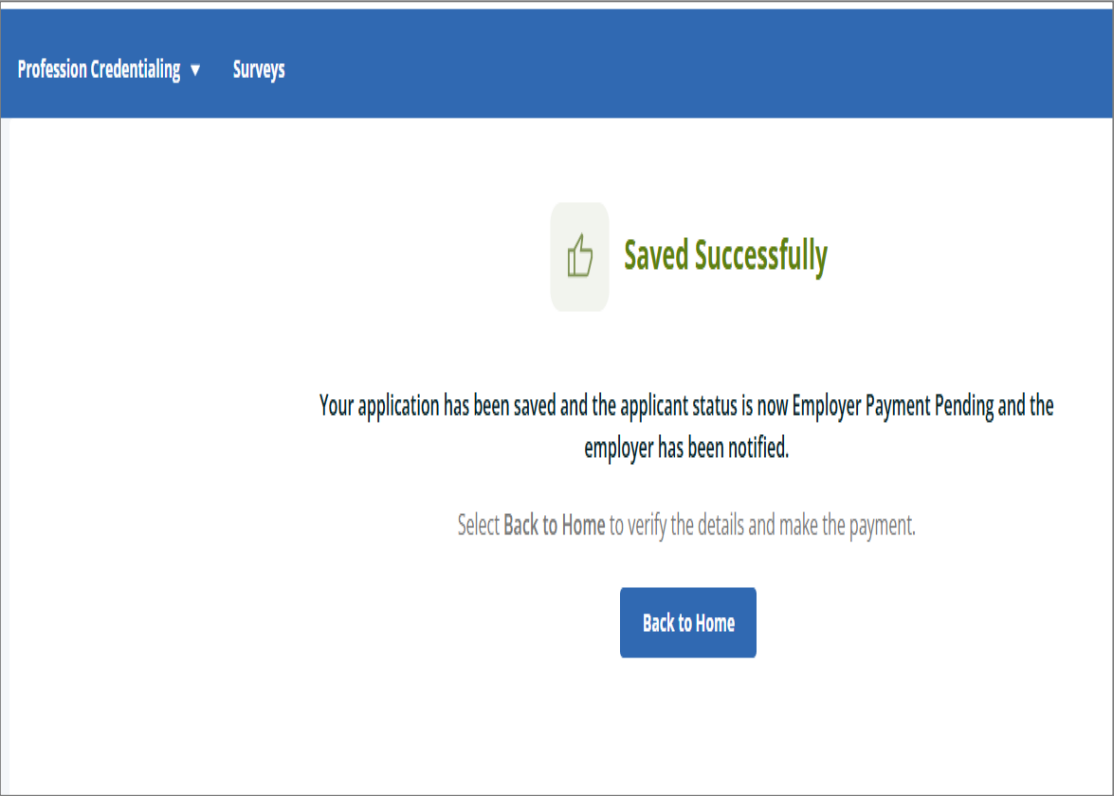 Profession Credentialing ▼ Surveys
Saved Successfully
Your application has been saved and the applicant status is now Employer Payment Pending and the
employer has been notified.
Select Back to Home to verify the details and make the payment.
Back to Home